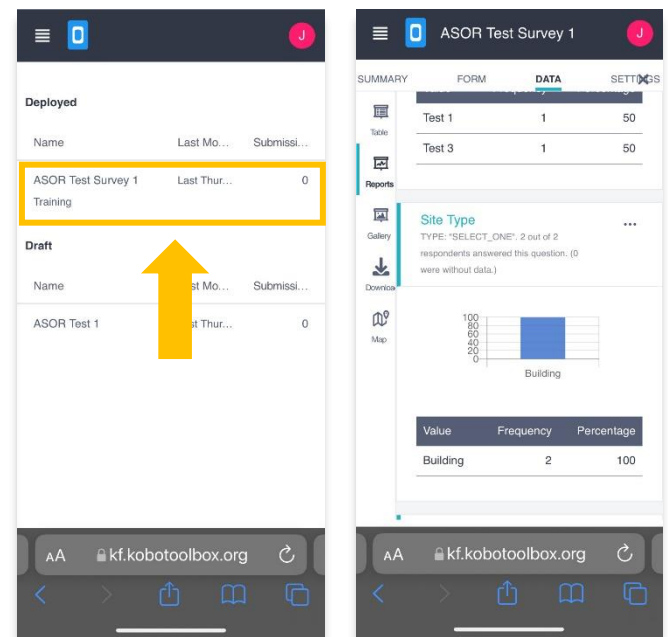 J
Deployed
Name Last Mo... Submissi...
ASOR Test Survey 1 Last Thur... 0
Training
Draft
Name st Mo... Submissi...
ASOR Test 1 st Thur... 0
AA kf.kobotoolbox.org
ASOR Test Survey 1 J
SUMMARY FORM DATA SETTINGS
Table
Reports
Gallery
Downloa
Map
Test 1 1 50
Test 3 1 50
Site Type ...
TYPE: "SELECT_ONE". 2 out of 2
respondents answered this question. (0
were without data.)
100
80
60
40
20
0
Building
Value Frequency Percentage
Building 2 100
AA kf.kobotoolbox.org